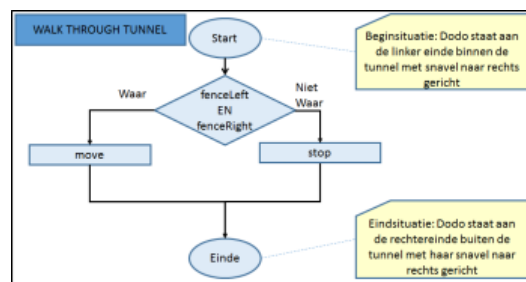 WALK THROUGH TUNNEL
Start
Beginsituatie: Dodo staat aan
de linker einde binnen de
tunnel met snavel naar rechts
gericht
Waar
fenceLeft
EN
fenceRight
Niet
Waar
move
stop
Einde
Eindsituatie: Dodo staat aan
de rechtereinde buiten de
tunnel met haar snavel naar
rechts gericht